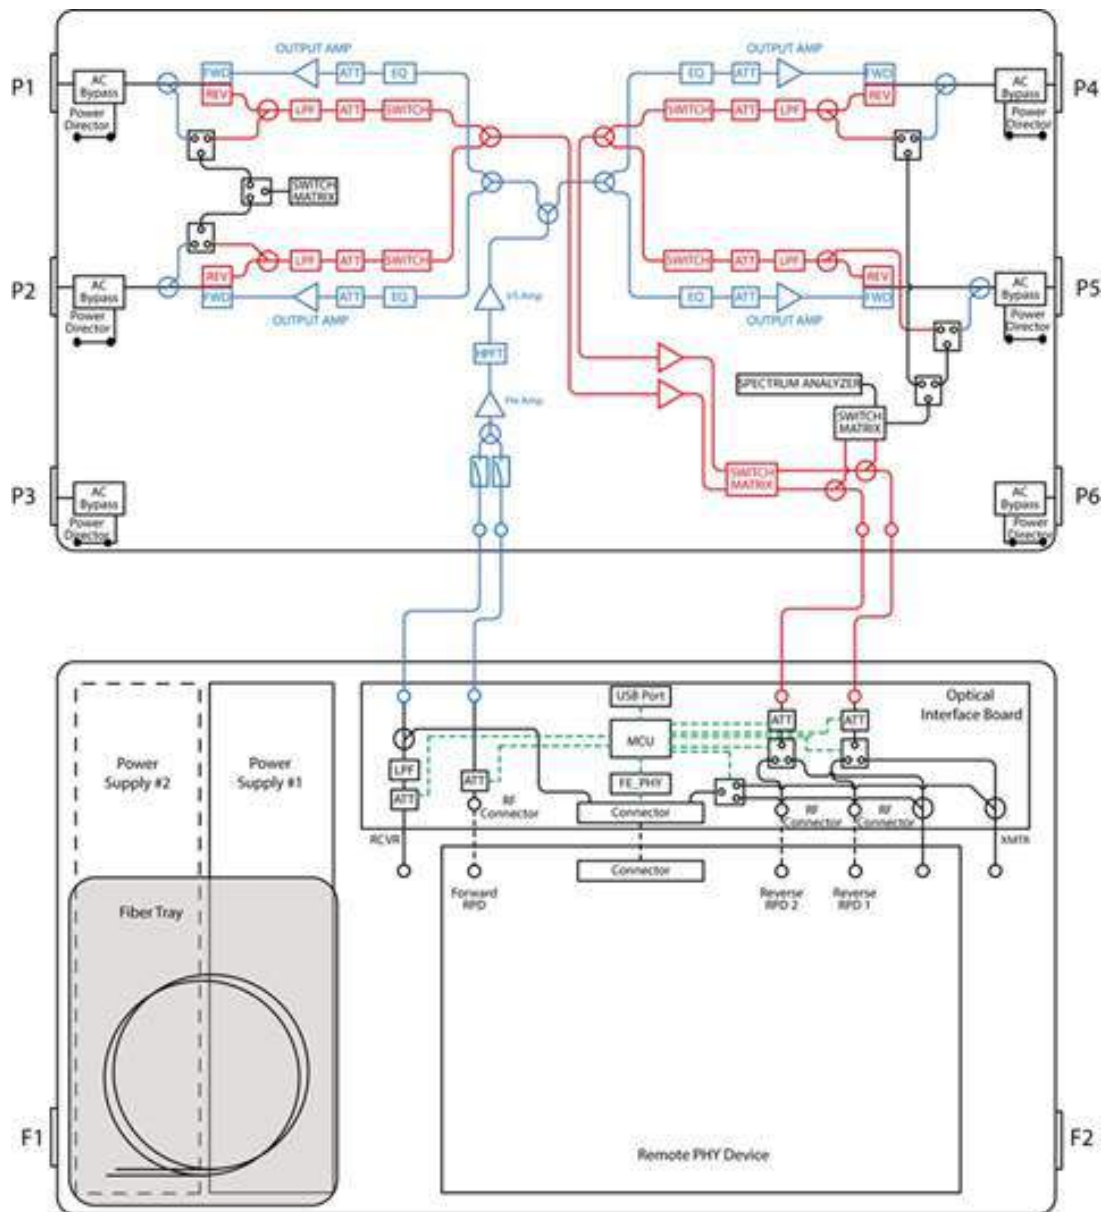 OUTPUT AMP
OUTPUT AMP
P1
AC
Bypass
Power
Director
FWD
REV
ATT
EQ
LPF
ATT
SWITCH
EQ
ATT
FWD
REV
SWITCH
ATT
LPF
AC
Bypass
Power
Director
P4
SWITCH
MATRIX
P2
AC
Bypass
Power
Director
REV
FWD
LPF
ATT
SWITCH
ATT
EQ
OUTPUT AMP
I/S Amp
SWITCH
ATT
LPF
REV
EQ
ATT
FWD
OUTPUT AMP
AC
Bypass
Power
Director
P5
HPFT
Pre Amp
SPECTRUM ANALYZER
SWITCH
MATRIX
SWITCH
MATRIX
P3
AC
Bypass
Power
Director
AC
Bypass
Power
Director
P6
Power
Supply #2
Power
Supply #1
USB Port
MCU
FE_PHY
Connector
Optical
Interface Board
LPF
ATT
ATT
RF
Connector
ATT
ATT
RF
Connector
RF
Connector
RCVR
XMTR
Connector
Forward
RPD
Reverse
RPD 2
Reverse
RPD 1
Fiber Tray
F1
Remote PHY Device
F2